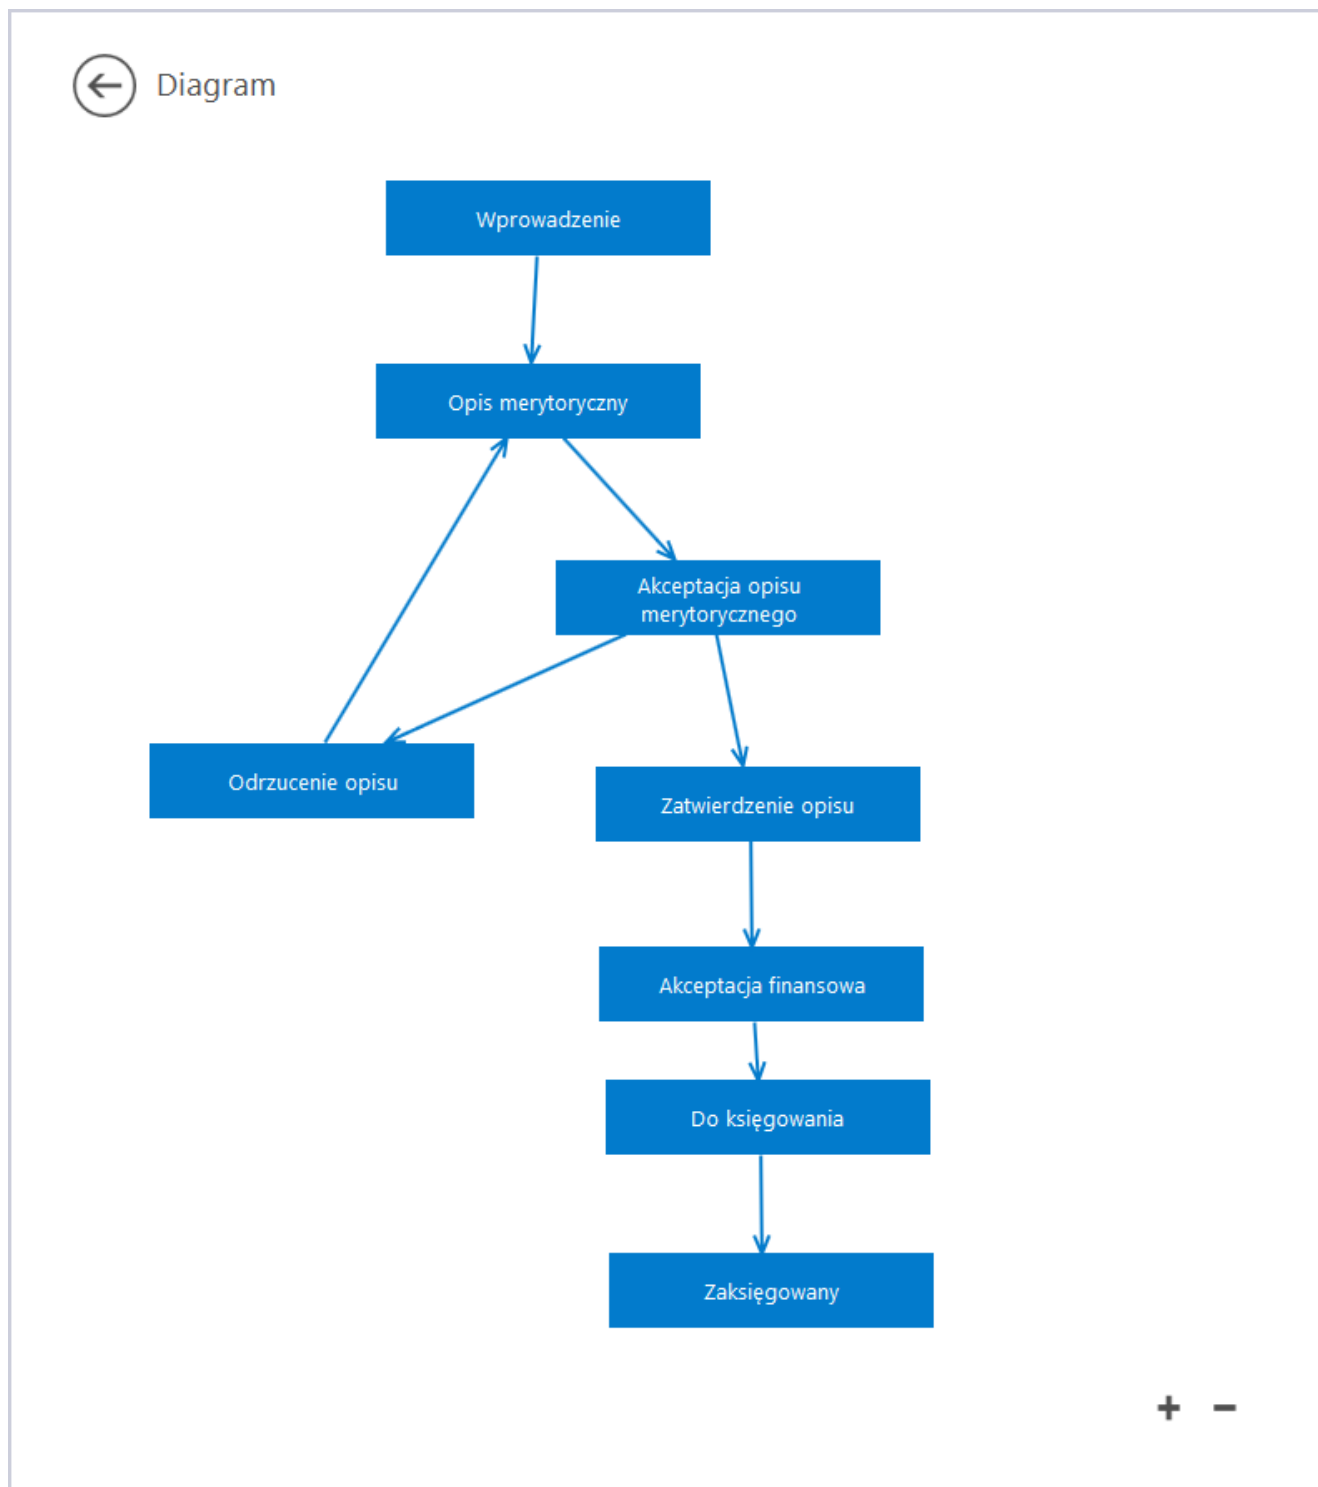 Diagram
Wprowadzenie
Opis merytoryczny
Akceptacja opisu
merytorycznego
Odrzucenie opisu
Zatwierdzenie opisu
Akceptacja finansowa
Do księgowania
Zaksięgowany